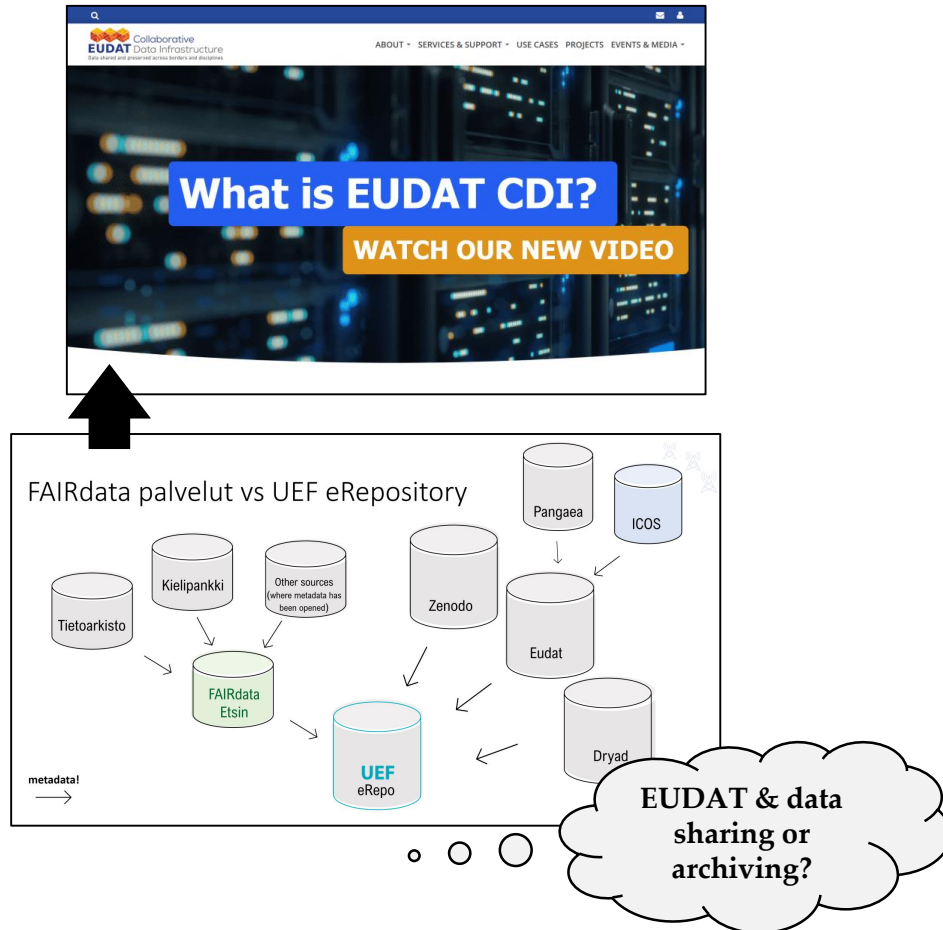 Collaborative
EUDAT Data Infrastructure
Data shared and preserved across borders and disciplines
ABOUT SERVICES & SUPPORT USE CASES PROJECTS EVENTS & MEDIA
What is EUDAT CDI?
WATCH OUR NEW VIDEO
FAIRdata palvelut vs UEF eRepository
Pangaea
ICOS
Kielipankki
Other sources
(where metadata has
been opened)
Zenodo
Tietoarkisto
Eudat
FAIRdata
Etsin
Dryad
UEF
eRepo
metadata!
EUDAT & data
sharing or
archiving?